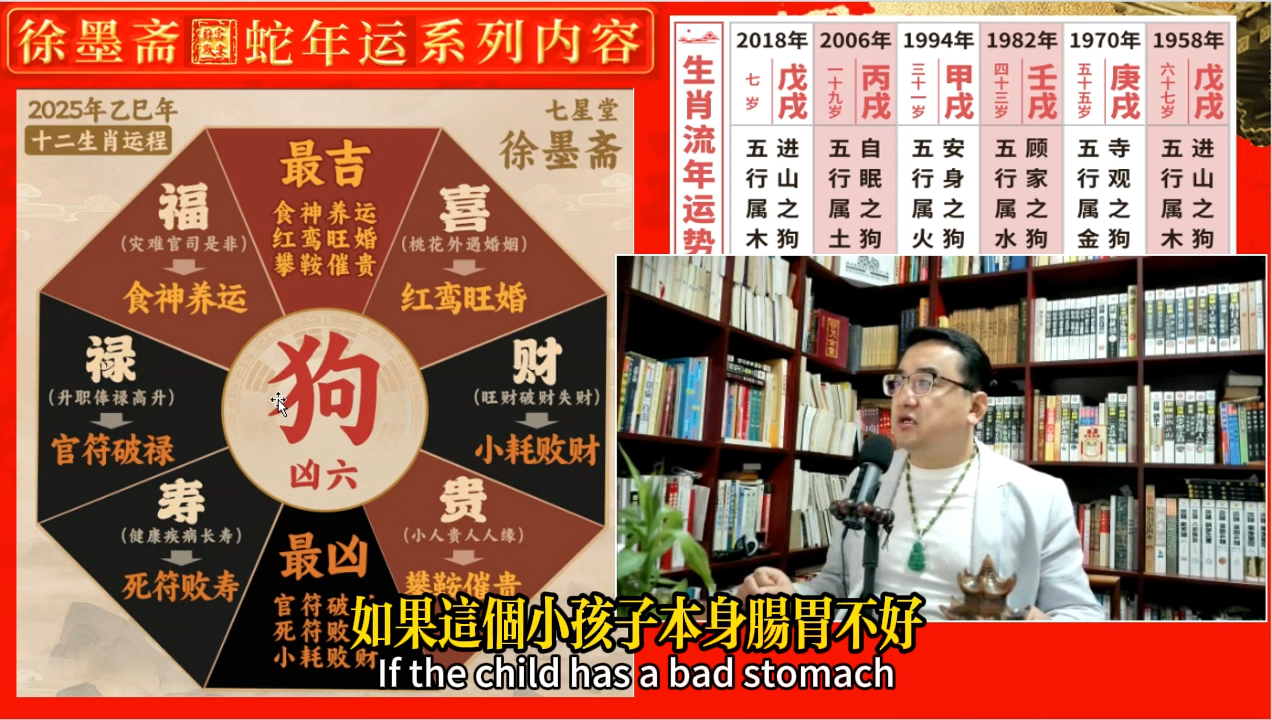 徐墨斋 蛇年运系列内容
2025年乙巳年
十二生肖运程
七星堂
徐墨斋
最吉
食神养运
红鸾旺婚
攀鞍催贵
福
(灾难官司是非)
食神养运
喜
(桃花外遇婚姻)
红鸾旺婚
禄
(升职俸禄高升)
官符破禄
财
(旺财破财失财)
小耗败财
狗
凶六
寿
(健康疾病长寿)
死符败寿
贵
(小人贵人人缘)
攀鞍催贵
最凶
官符破
死符败
小耗败财
生肖流年运势
2018年 2006年 1994年 1982年 1970年 1958年
七岁 戊戌 一十九岁 丙戌 三十一岁 甲戌 四十三岁 壬戌 五十五岁 庚戌 六十七岁 戊戌
进山之狗 五行属木
自眠之狗 五行属土
安身之狗 五行属火
顾家之狗 五行属水
寺观之狗 五行属金
进山之狗 五行属木
如果這個小孩子本身腸胃不好
If the child has a bad stomach